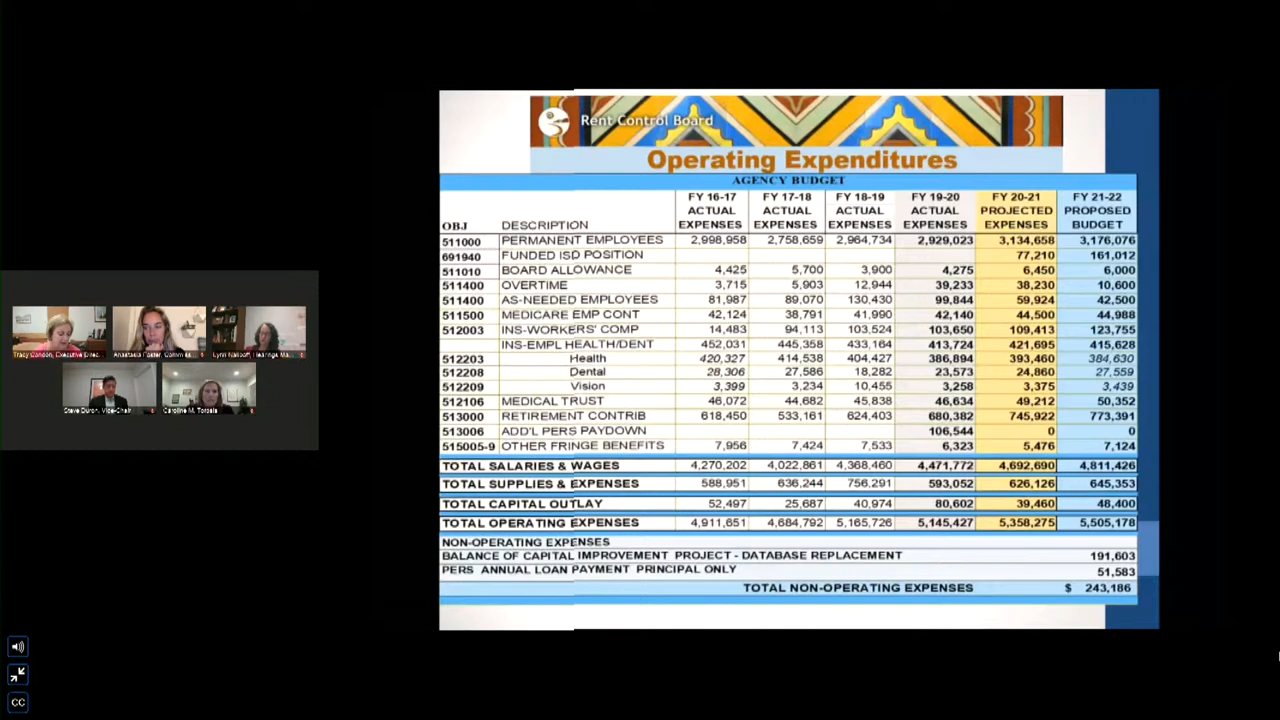 Rent Control Board
Operating Expenditures
AGENCY BUDGET
OBJ DESCRIPTION FY 16-17 ACTUAL EXPENSES FY 17-18 ACTUAL EXPENSES FY 18-19 ACTUAL EXPENSES FY 19-20 ACTUAL EXPENSES FY 20-21 PROJECTED EXPENSES FY 21-22 PROPOSED BUDGET
511000 PERMANENT EMPLOYEES 2,998,958 2,758,659 2,964,734 2,929,023 3,134,658 3,176,076
691940 FUNDED ISD POSITION 77,210 161,012
511010 BOARD ALLOWANCE 4,425 5,700 3,900 4,275 6,450 6,000
511400 OVERTIME 3,715 5,903 12,944 39,233 38,230 10,600
511400 AS-NEEDED EMPLOYEES 81,987 89,070 130,430 99,844 59,924 42,500
511500 MEDICARE EMP CONT 42,124 38,791 41,990 42,140 44,500 44,988
512003 INS-WORKERS' COMP 14,483 94,113 103,524 103,650 109,413 123,755
INS-EMPL HEALTH/DENT 452,031 445,358 433,164 413,724 421,695 415,628
512203 Health 420,327 414,538 404,427 386,894 393,460 384,630
512208 Dental 28,306 27,586 18,282 23,573 24,860 27,559
512209 Vision 3,399 3,234 10,455 3,258 3,375 3,439
512106 MEDICAL TRUST 46,072 44,682 45,838 46,634 49,212 50,352
513000 RETIREMENT CONTRIB 618,450 533,161 624,403 680,382 745,922 773,391
513006 ADD'L PERS PAYDOWN 106,544 0 0
515005-9 OTHER FRINGE BENEFITS 7,956 7,424 7,533 6,323 5,476 7,124
TOTAL SALARIES & WAGES 4,270,202 4,022,861 4,368,460 4,471,772 4,692,690 4,811,426
TOTAL SUPPLIES & EXPENSES 588,951 636,244 756,291 593,052 626,126 645,353
TOTAL CAPITAL OUTLAY 52,497 25,687 40,974 80,602 39,460 48,400
TOTAL OPERATING EXPENSES 4,911,651 4,684,792 5,165,726 5,145,427 5,358,275 5,505,178
NON-OPERATING EXPENSES
BALANCE OF CAPITAL IMPROVEMENT PROJECT - DATABASE REPLACEMENT 191,603
PERS ANNUAL LOAN PAYMENT PRINCIPAL ONLY 51,583
TOTAL NON-OPERATING EXPENSES $ 243,186
Tracy Condon, Executive Direc...
Anastasia Foster, Commiss...
Lynn Hearings Ma...
Steve Duron, Vice-Chair
Caroline M. Torosis
CC